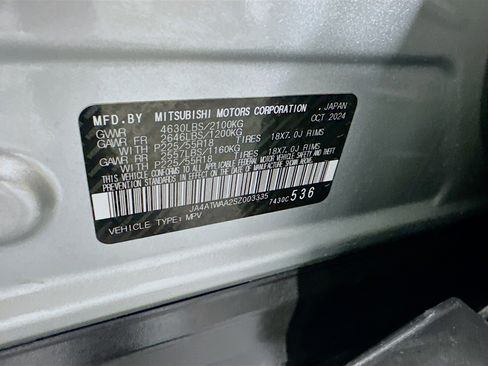 MFD.BY MITSUBISHI MOTORS CORPORATION , JAPAN
GVWR 4630LBS/2100KG OCT 2024
GAWR FR 2646LBS/1200KG
WITH P225/55R18 TIRES 18X7.0J RIMS
GAWR RR 2557LBS/1160KG
WITH P225/55R18 TIRES 18X7.0J RIMS
THIS VEHICLE CONFORMS TO ALL APPLICABLE FEDERAL MOTOR VEHICLE SAFETY AND
THEFT PREVENTION STANDARDS IN EFFECT ON THE DATE OF MANUFACTURE SHOWN ABOVE.
JA4ATWAA2SZ003335 7430C536
VEHICLE TYPE: MPV